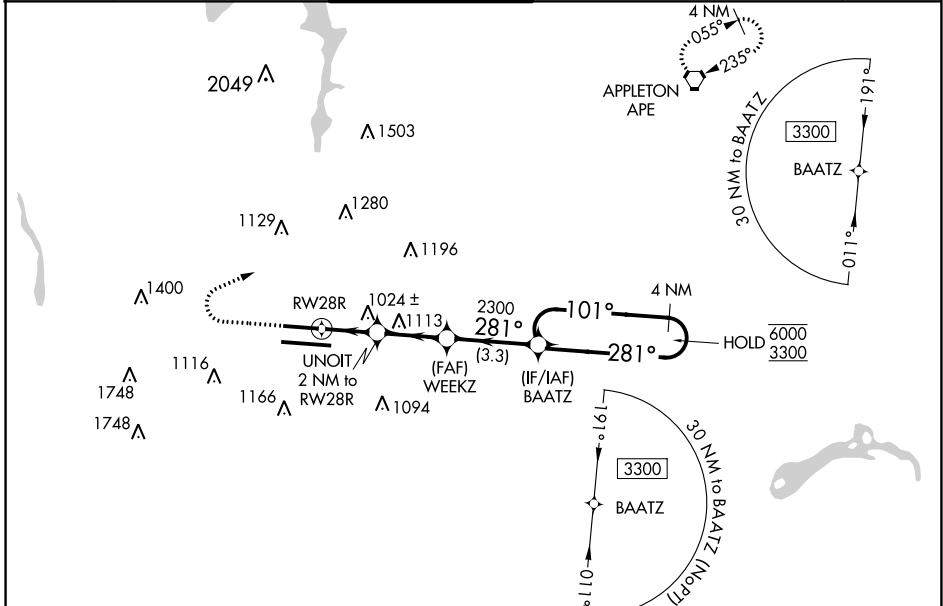 4 NM
055°
235°
APPLETON
APE
2049
1503
30 NM to BAATZ
191°
3300
BAATZ
011°
1280
1129
1196
1400
RW28R
1024 ±
1113
2300
281°
(3.3)
101°
4 NM
281°
HOLD 6000
3300
UNOIT
2 NM to
RW28R
(FAF)
WEEKZ
(IF/IAF)
BAATZ
1116
1748
1166
1094
1748
191°
30 NM to BAATZ (NoPT)
3300
BAATZ
011°